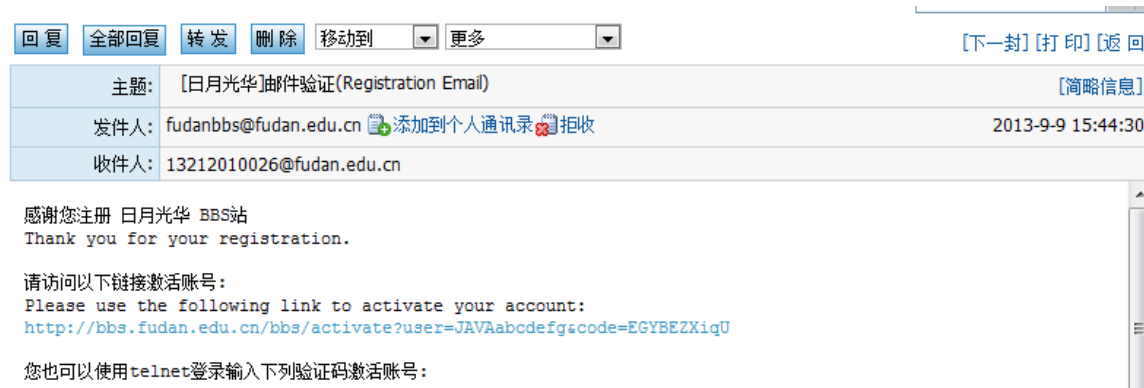 回 复 全部回复 转 发 删 除 移动到 更多 [下一封] [打 印] [返 回
主题: [日月光华]邮件验证(Registration Email) [简略信息]
发件人: fudanbbs@fudan.edu.cn 添加到个人通讯录 拒收 2013-9-9 15:44:30
收件人: 13212010026@fudan.edu.cn
感谢您注册 日月光华 BBS站
Thank you for your registration.
请访问以下链接激活账号:
Please use the following link to activate your account:
http://bbs.fudan.edu.cn/bbs/activate?user=JAVAabcdefg&code=EGYBEZXiqU
您也可以使用telnet登录输入下列验证码激活账号: